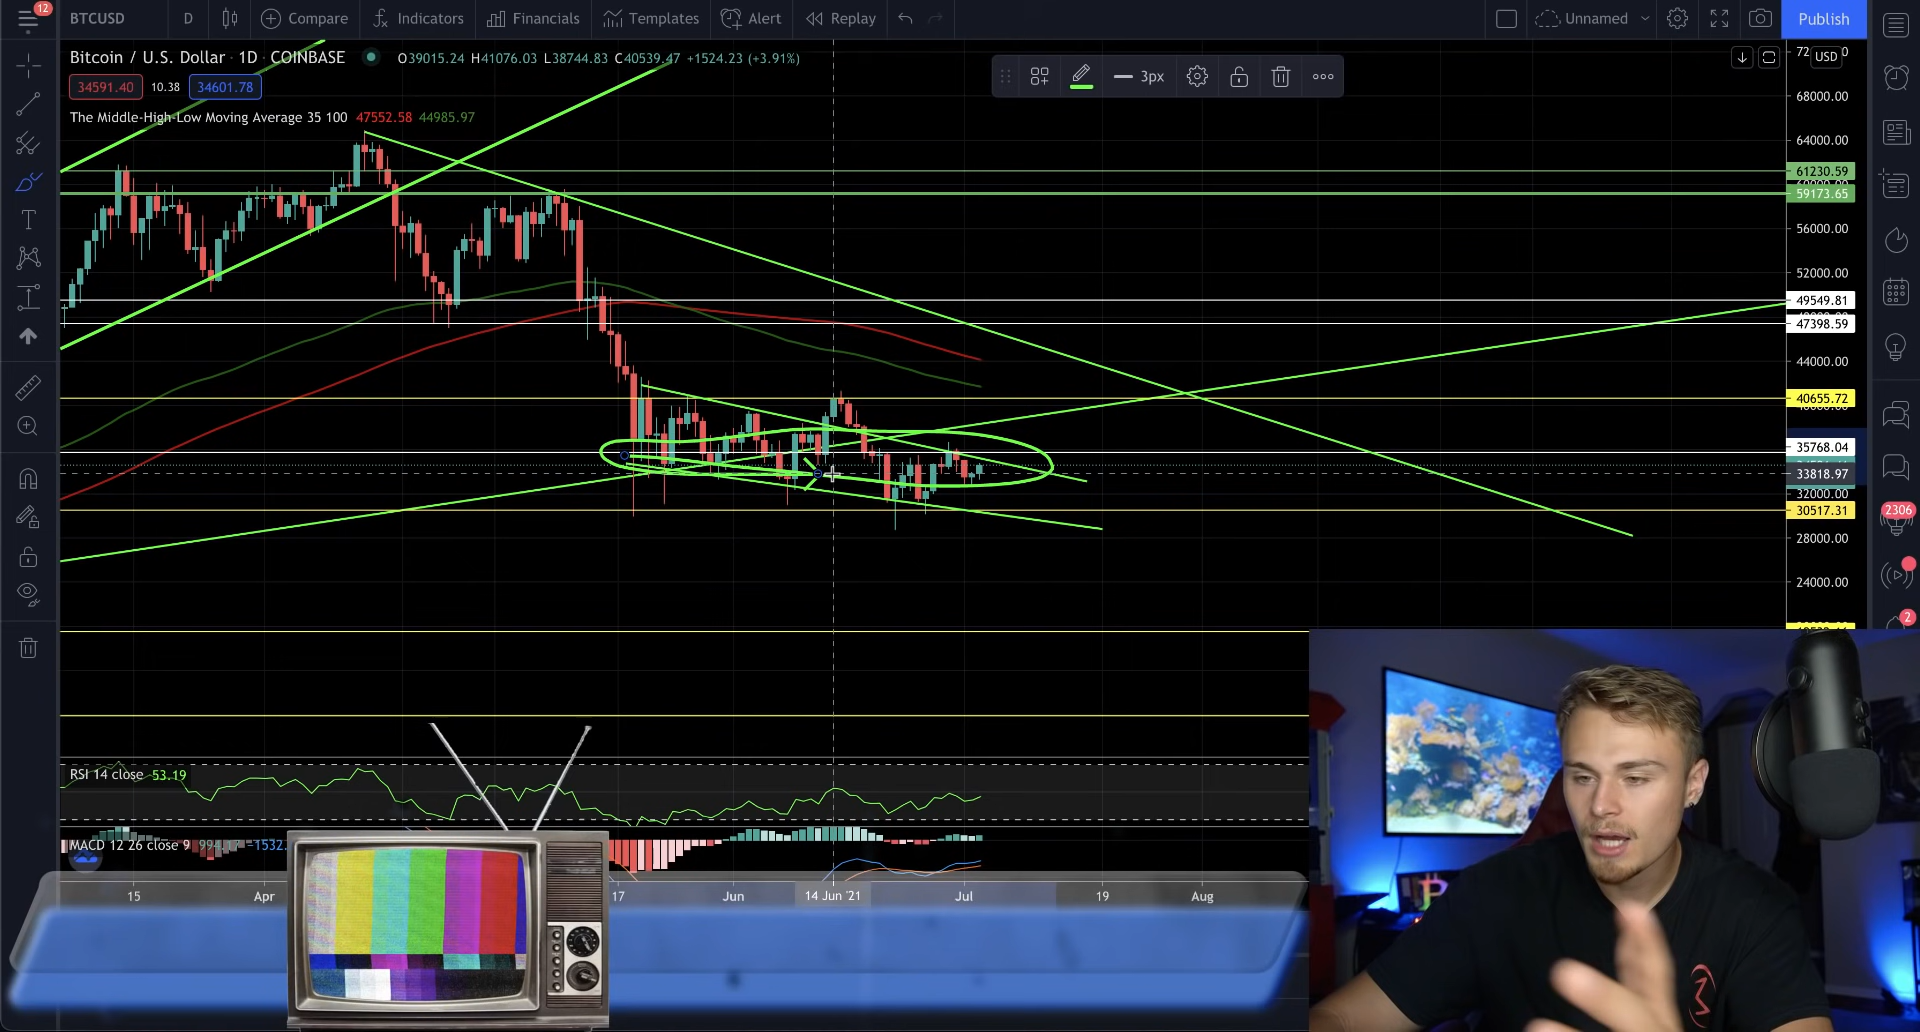 12
BTCUSD D Compare Indicators Financials Templates Alert Replay Unnamed Publish
Bitcoin / U.S. Dollar · 1D · COINBASE O39015.24 H41076.03 L38744.83 C40539.47 +1524.23 (+3.91%)
34591.40 10.38 34601.78
The Middle-High-Low Moving Average 35 100 47552.58 44985.97
3px
USD
68000.00
64000.00
61230.59
59173.65
56000.00
52000.00
49549.81
47398.59
44000.00
40655.72
35768.04
33818.97
32000.00
30517.31
28000.00
24000.00
2306
2
RSI 14 close 53.19
MACD 12 26 close 9 -1532.
15 Apr 17 Jun 14 Jun '21 Jul 19 Aug